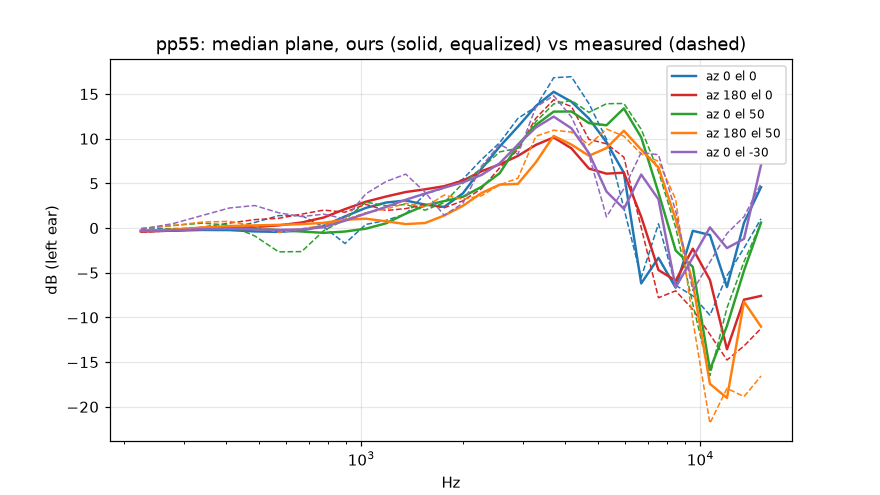 pp55: median plane, ours (solid, equalized) vs measured (dashed)
az 0 el 0
az 180 el 0
az 0 el 50
az 180 el 50
az 0 el -30
15
10
5
0
−5
−10
−15
−20
dB (left ear)
10³
10⁴
Hz